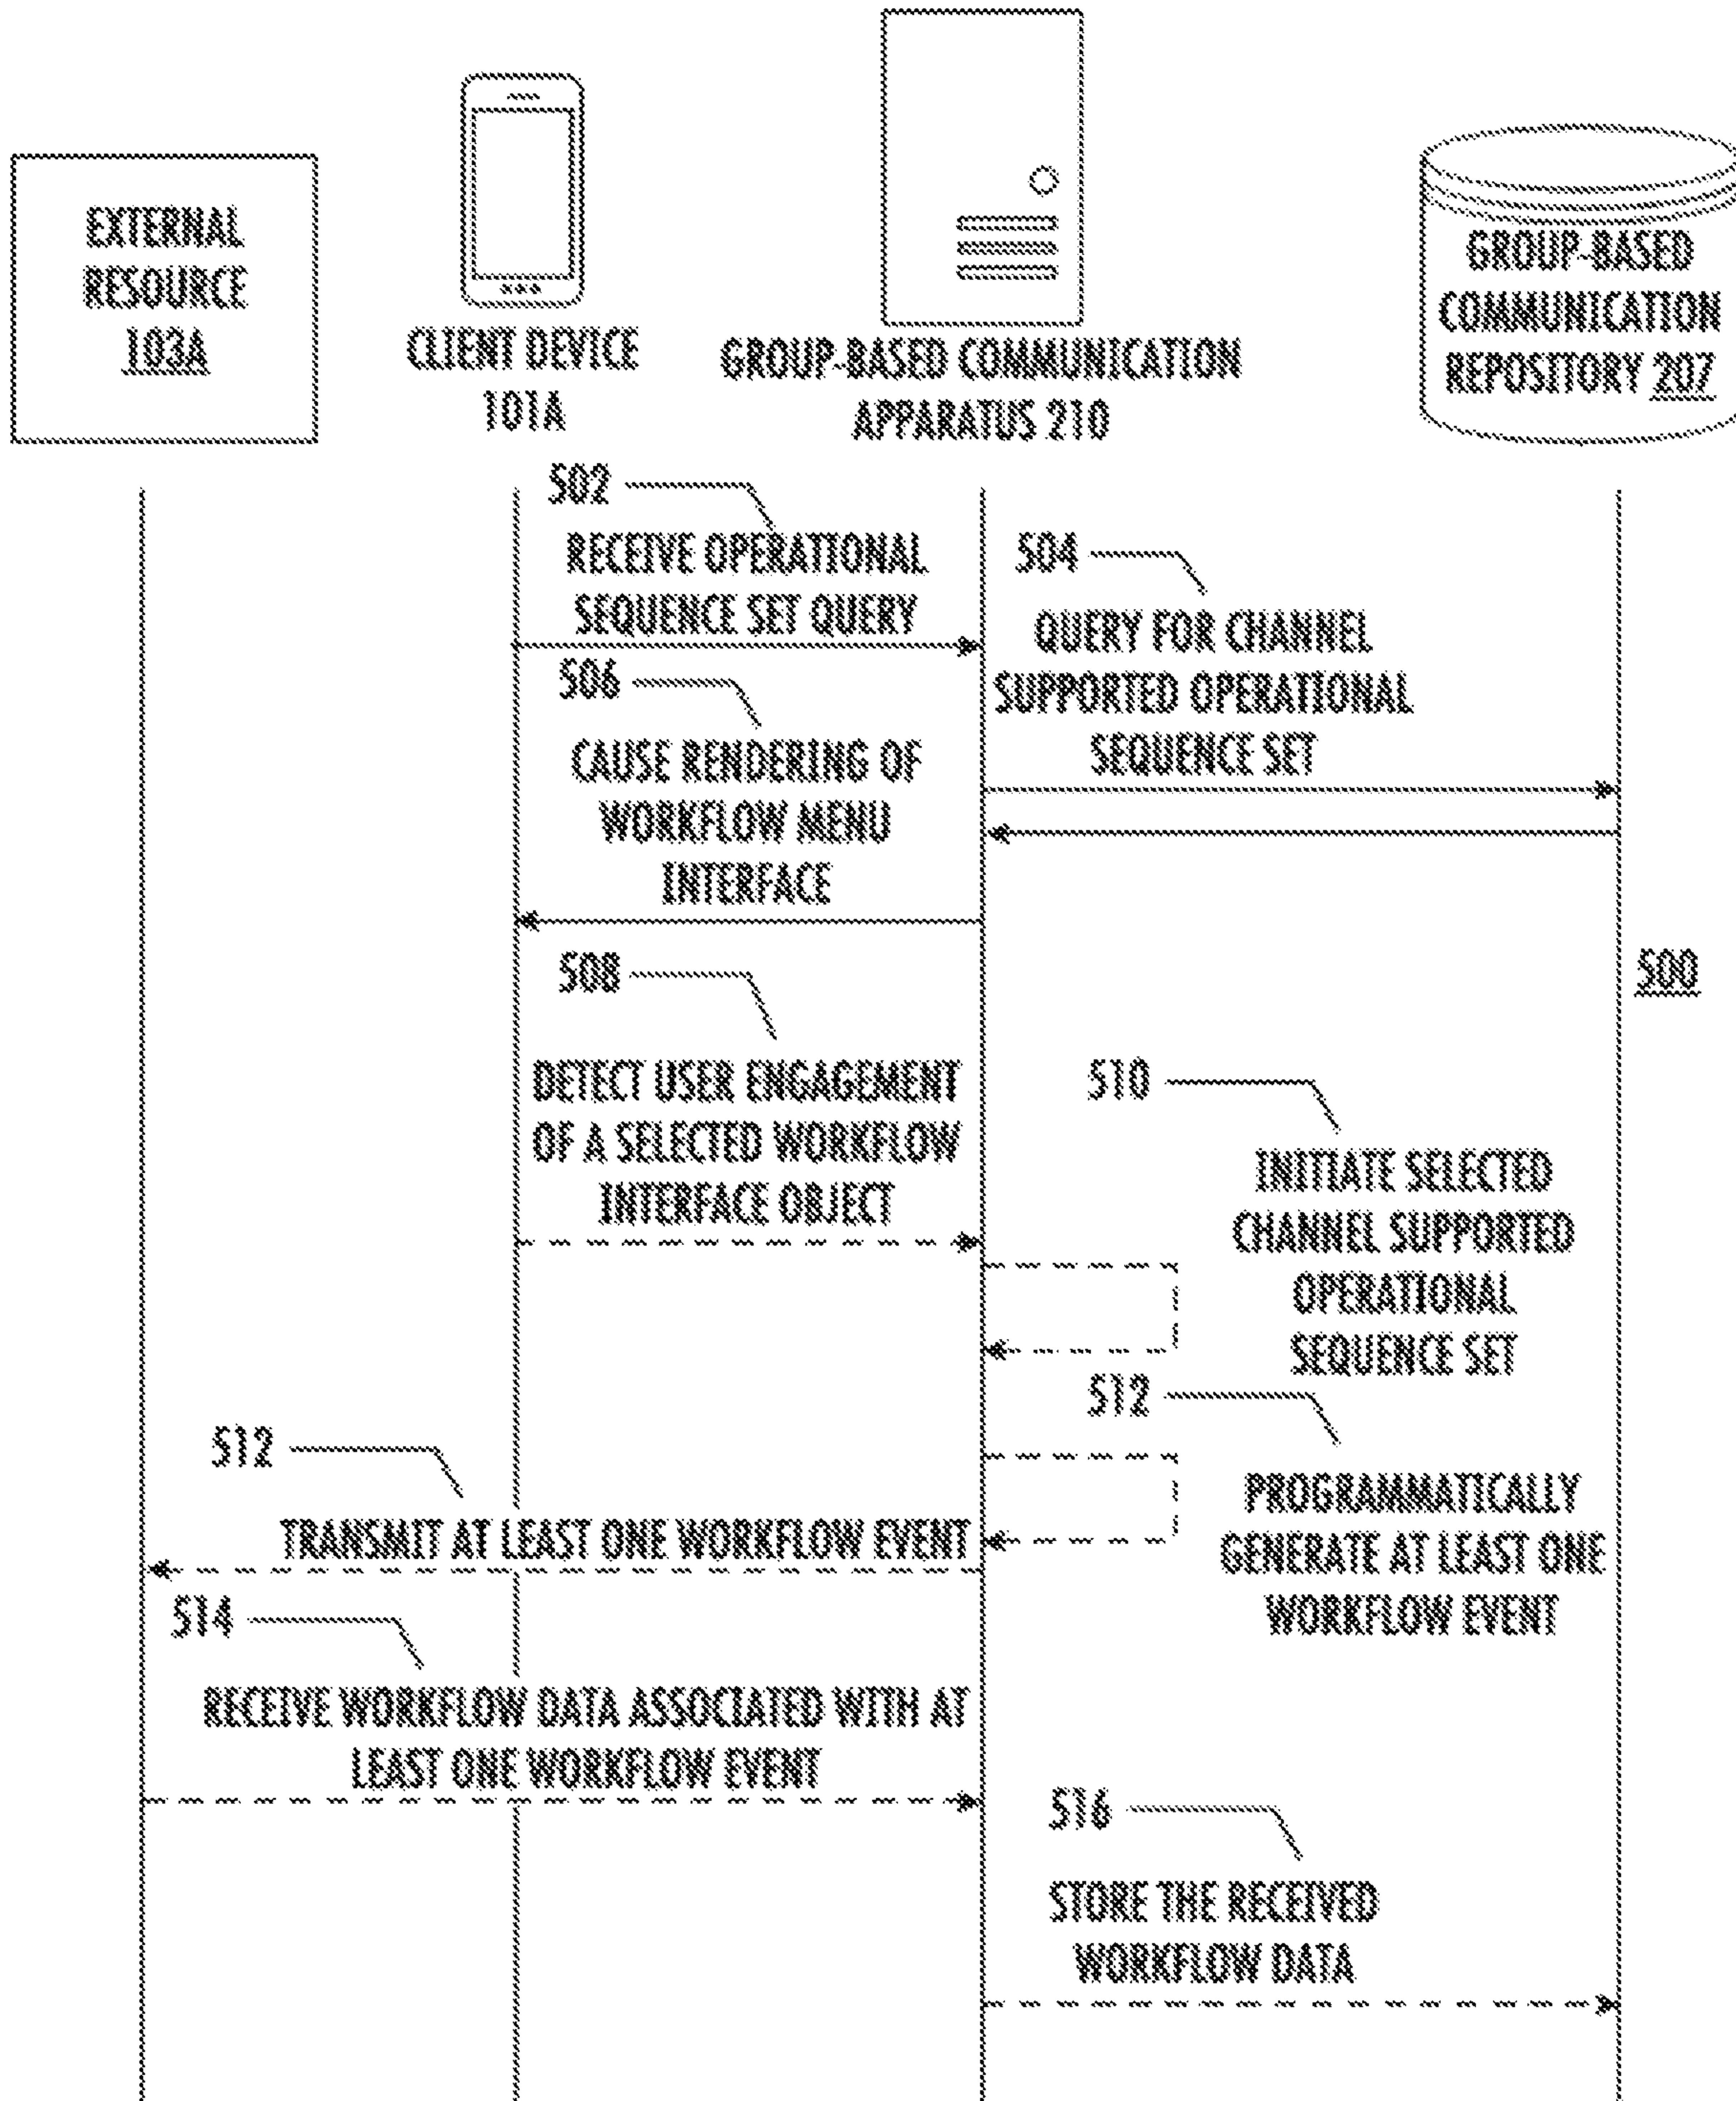 EXTERNAL
RESOURCE
103A
CLIENT DEVICE
101A
GROUP-BASED COMMUNICATION
APPARATUS 210
GROUP-BASED
COMMUNICATION
REPOSITORY 207
502
RECEIVE OPERATIONAL
SEQUENCE SET QUERY
504
QUERY FOR CHANNEL
SUPPORTED OPERATIONAL
SEQUENCE SET
506
CAUSE RENDERING OF
WORKFLOW MENU
INTERFACE
500
508
DETECT USER ENGAGEMENT
OF A SELECTED WORKFLOW
INTERFACE OBJECT
510
INITIATE SELECTED
CHANNEL SUPPORTED
OPERATIONAL
SEQUENCE SET
512
PROGRAMMATICALLY
GENERATE AT LEAST ONE
WORKFLOW EVENT
512
TRANSMIT AT LEAST ONE WORKFLOW EVENT
514
RECEIVE WORKFLOW DATA ASSOCIATED WITH AT
LEAST ONE WORKFLOW EVENT
516
STORE THE RECEIVED
WORKFLOW DATA